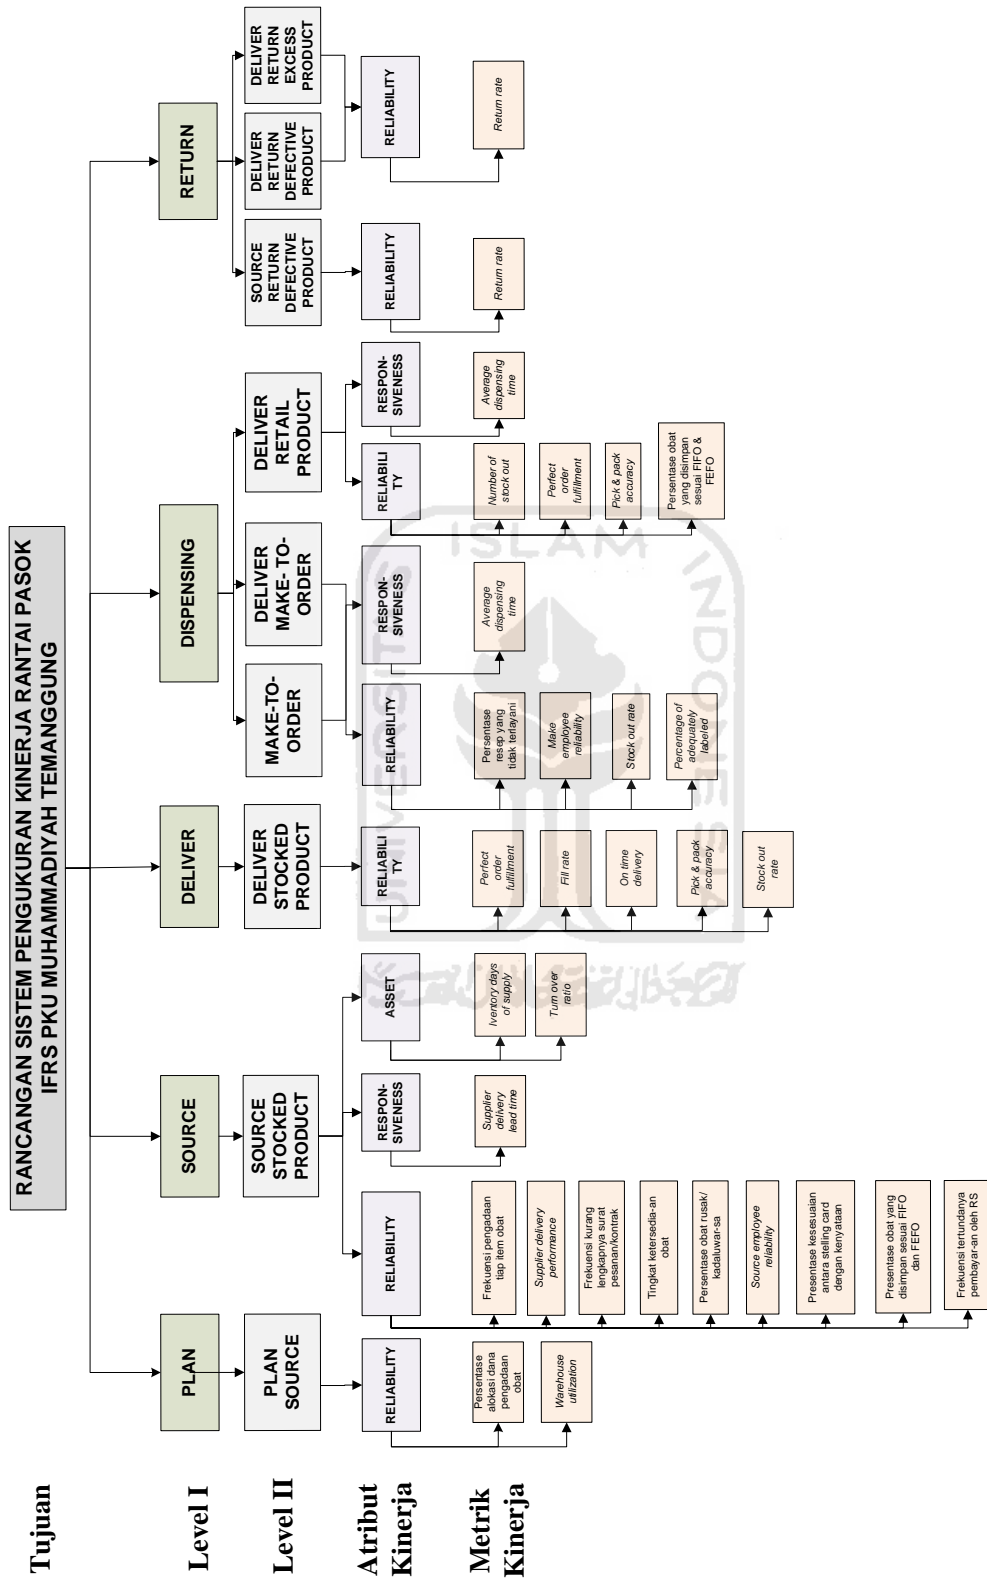 RANCANGAN SISTEM PENGUKURAN KINERJA RANTAI PASOK
IFRS PKU MUHAMMADIYAH TEMANGGUNG
Tujuan
Level I
PLAN
SOURCE
DELIVER
DISPENSING
RETURN
Level II
PLAN
SOURCE
SOURCE
STOCKED
PRODUCT
DELIVER
STOCKED
PRODUCT
MAKE-TO-
ORDER
DELIVER
MAKE- TO-
ORDER
DELIVER
RETAIL
PRODUCT
SOURCE
RETURN
DEFECTIVE
PRODUCT
DELIVER
RETURN
DEFECTIVE
PRODUCT
DELIVER
RETURN
EXCESS
PRODUCT
Atribut
Kinerja
RELIABILITY
RELIABILITY
RESPON-
SIVENESS
ASSET
RELIABILI
TY
RELIABILITY
RESPON-
SIVENESS
RELIABILI
TY
RESPON-
SIVENESS
RELIABILITY
RELIABILITY
Metrik
Kinerja
Persentase
alokasi dana
pengadaan
obat
Warehouse
utilization
Frekuensi pengadaan
tiap item obat
Supplier delivery
performance
Frekuensi kurang
lengkapnya surat
pesanan/kontrak
Tingkat ketersedia-an
obat
Persentase obat rusak/
kadaluwar-sa
Source employee
reliability
Presentase kesesuaian
antara stelling card
dengan kenyataan
Presentase obat yang
disimpan sesuai FIFO
dan FEFO
Frekuensi tertundanya
pembayar-an oleh RS
Supplier
delivery
lead time
Iventory days
of supply
Turn over
ratio
Perfect
order
fulfillment
Fill rate
On time
delivery
Pick & pack
accuracy
Stock out
rate
Persentase
resep yang
tidak terlayani
Make
employee
reliability
Stock out rate
Percentage of
adequately
labeled
Average
dispensing
time
Number of
stock out
Perfect
order
fulfillment
Pick & pack
accuracy
Persentase obat
yang disimpan
sesuai FIFO &
FEFO
Average
dispensing
time
Return rate
Return rate
UNIVERSITAS
ISLAM
INDONESIA